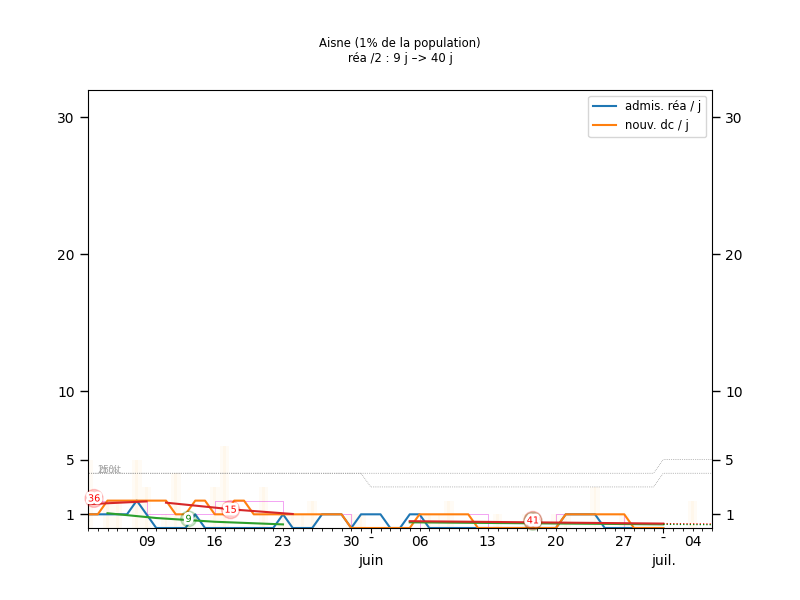 Aisne (1% de la population)
réa /2 : 9 j –> 40 j
admis. réa / j
nouv. dc / j
30 30
20 20
10 10
5 5
1 1
36
15
9
41
09 16 23 30 - 06 13 20 27 - 04
juin juil.